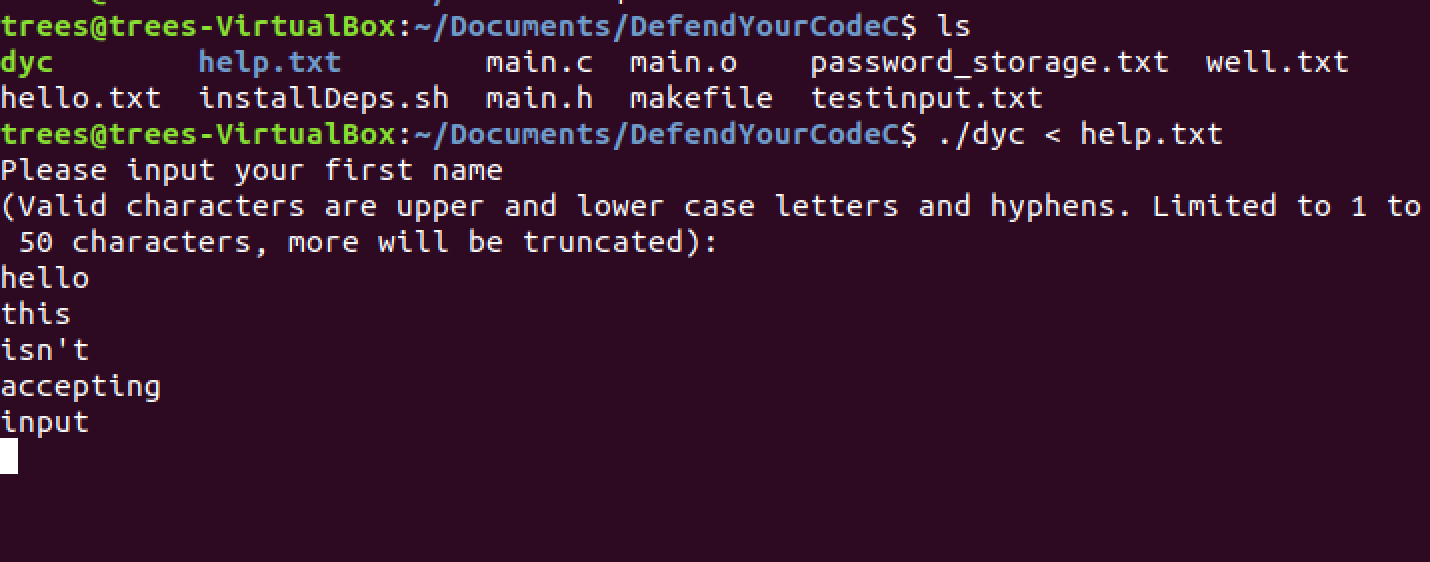 trees@trees-VirtualBox:~/Documents/DefendYourCodeC$ ls
dyc        help.txt        main.c  main.o    password_storage.txt  well.txt
hello.txt  installDeps.sh  main.h  makefile  testinput.txt
trees@trees-VirtualBox:~/Documents/DefendYourCodeC$ ./dyc < help.txt
Please input your first name
(Valid characters are upper and lower case letters and hyphens. Limited to 1 to
 50 characters, more will be truncated):
hello
this
isn't
accepting
input